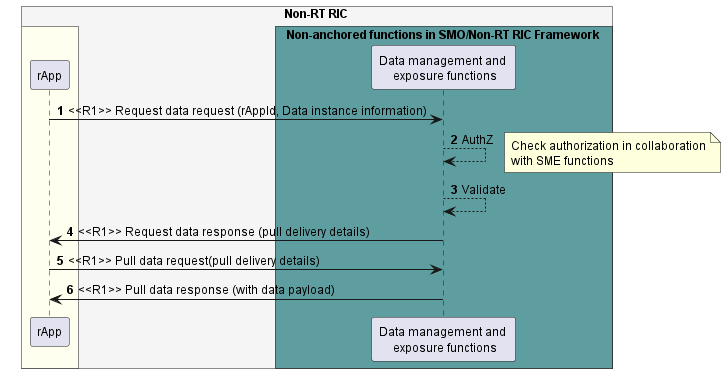 Non-RT RIC
Non-anchored functions in SMO/Non-RT RIC Framework
rApp
Data management and
exposure functions
1 <<R1>> Request data request (rAppId, Data instance information)
2 AuthZ
Check authorization in collaboration
with SME functions
3 Validate
4 <<R1>> Request data response (pull delivery details)
5 <<R1>> Pull data request(pull delivery details)
6 <<R1>> Pull data response (with data payload)
rApp
Data management and
exposure functions